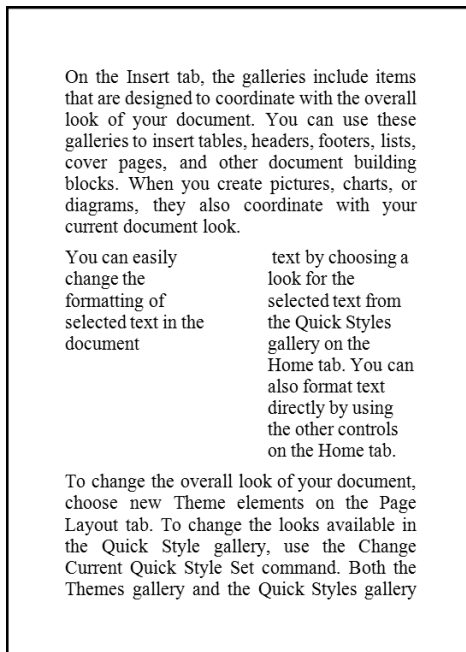 On the Insert tab, the galleries include items
that are designed to coordinate with the overall
look of your document. You can use these
galleries to insert tables, headers, footers, lists,
cover pages, and other document building
blocks. When you create pictures, charts, or
diagrams, they also coordinate with your
current document look.
You can easily
change the
formatting of
selected text in the
document
text by choosing a
look for the
selected text from
the Quick Styles
gallery on the
Home tab. You can
also format text
directly by using
the other controls
on the Home tab.
To change the overall look of your document,
choose new Theme elements on the Page
Layout tab. To change the looks available in
the Quick Style gallery, use the Change
Current Quick Style Set command. Both the
Themes gallery and the Quick Styles gallery